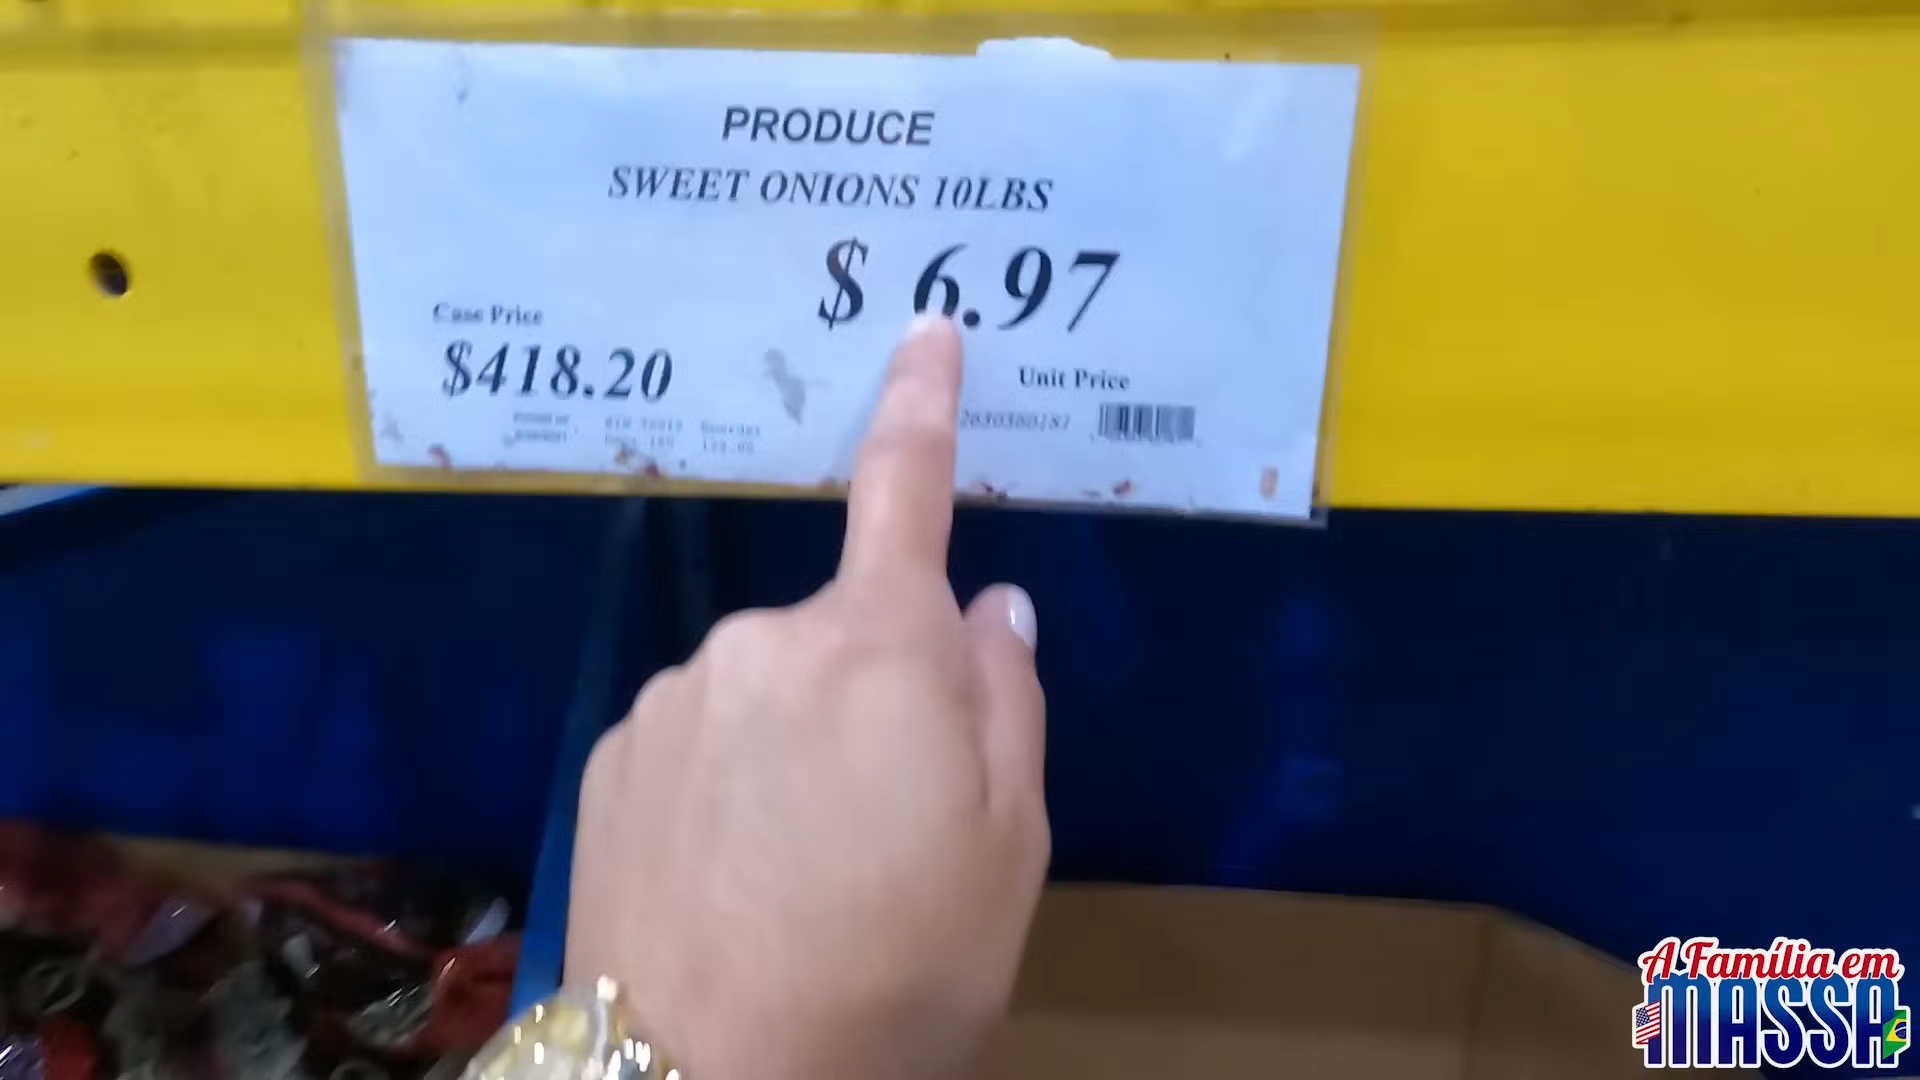 PRODUCE
SWEET ONIONS 10LBS
$ 6.97
Case Price
$418.20
Unit Price
A Família em
MASSA